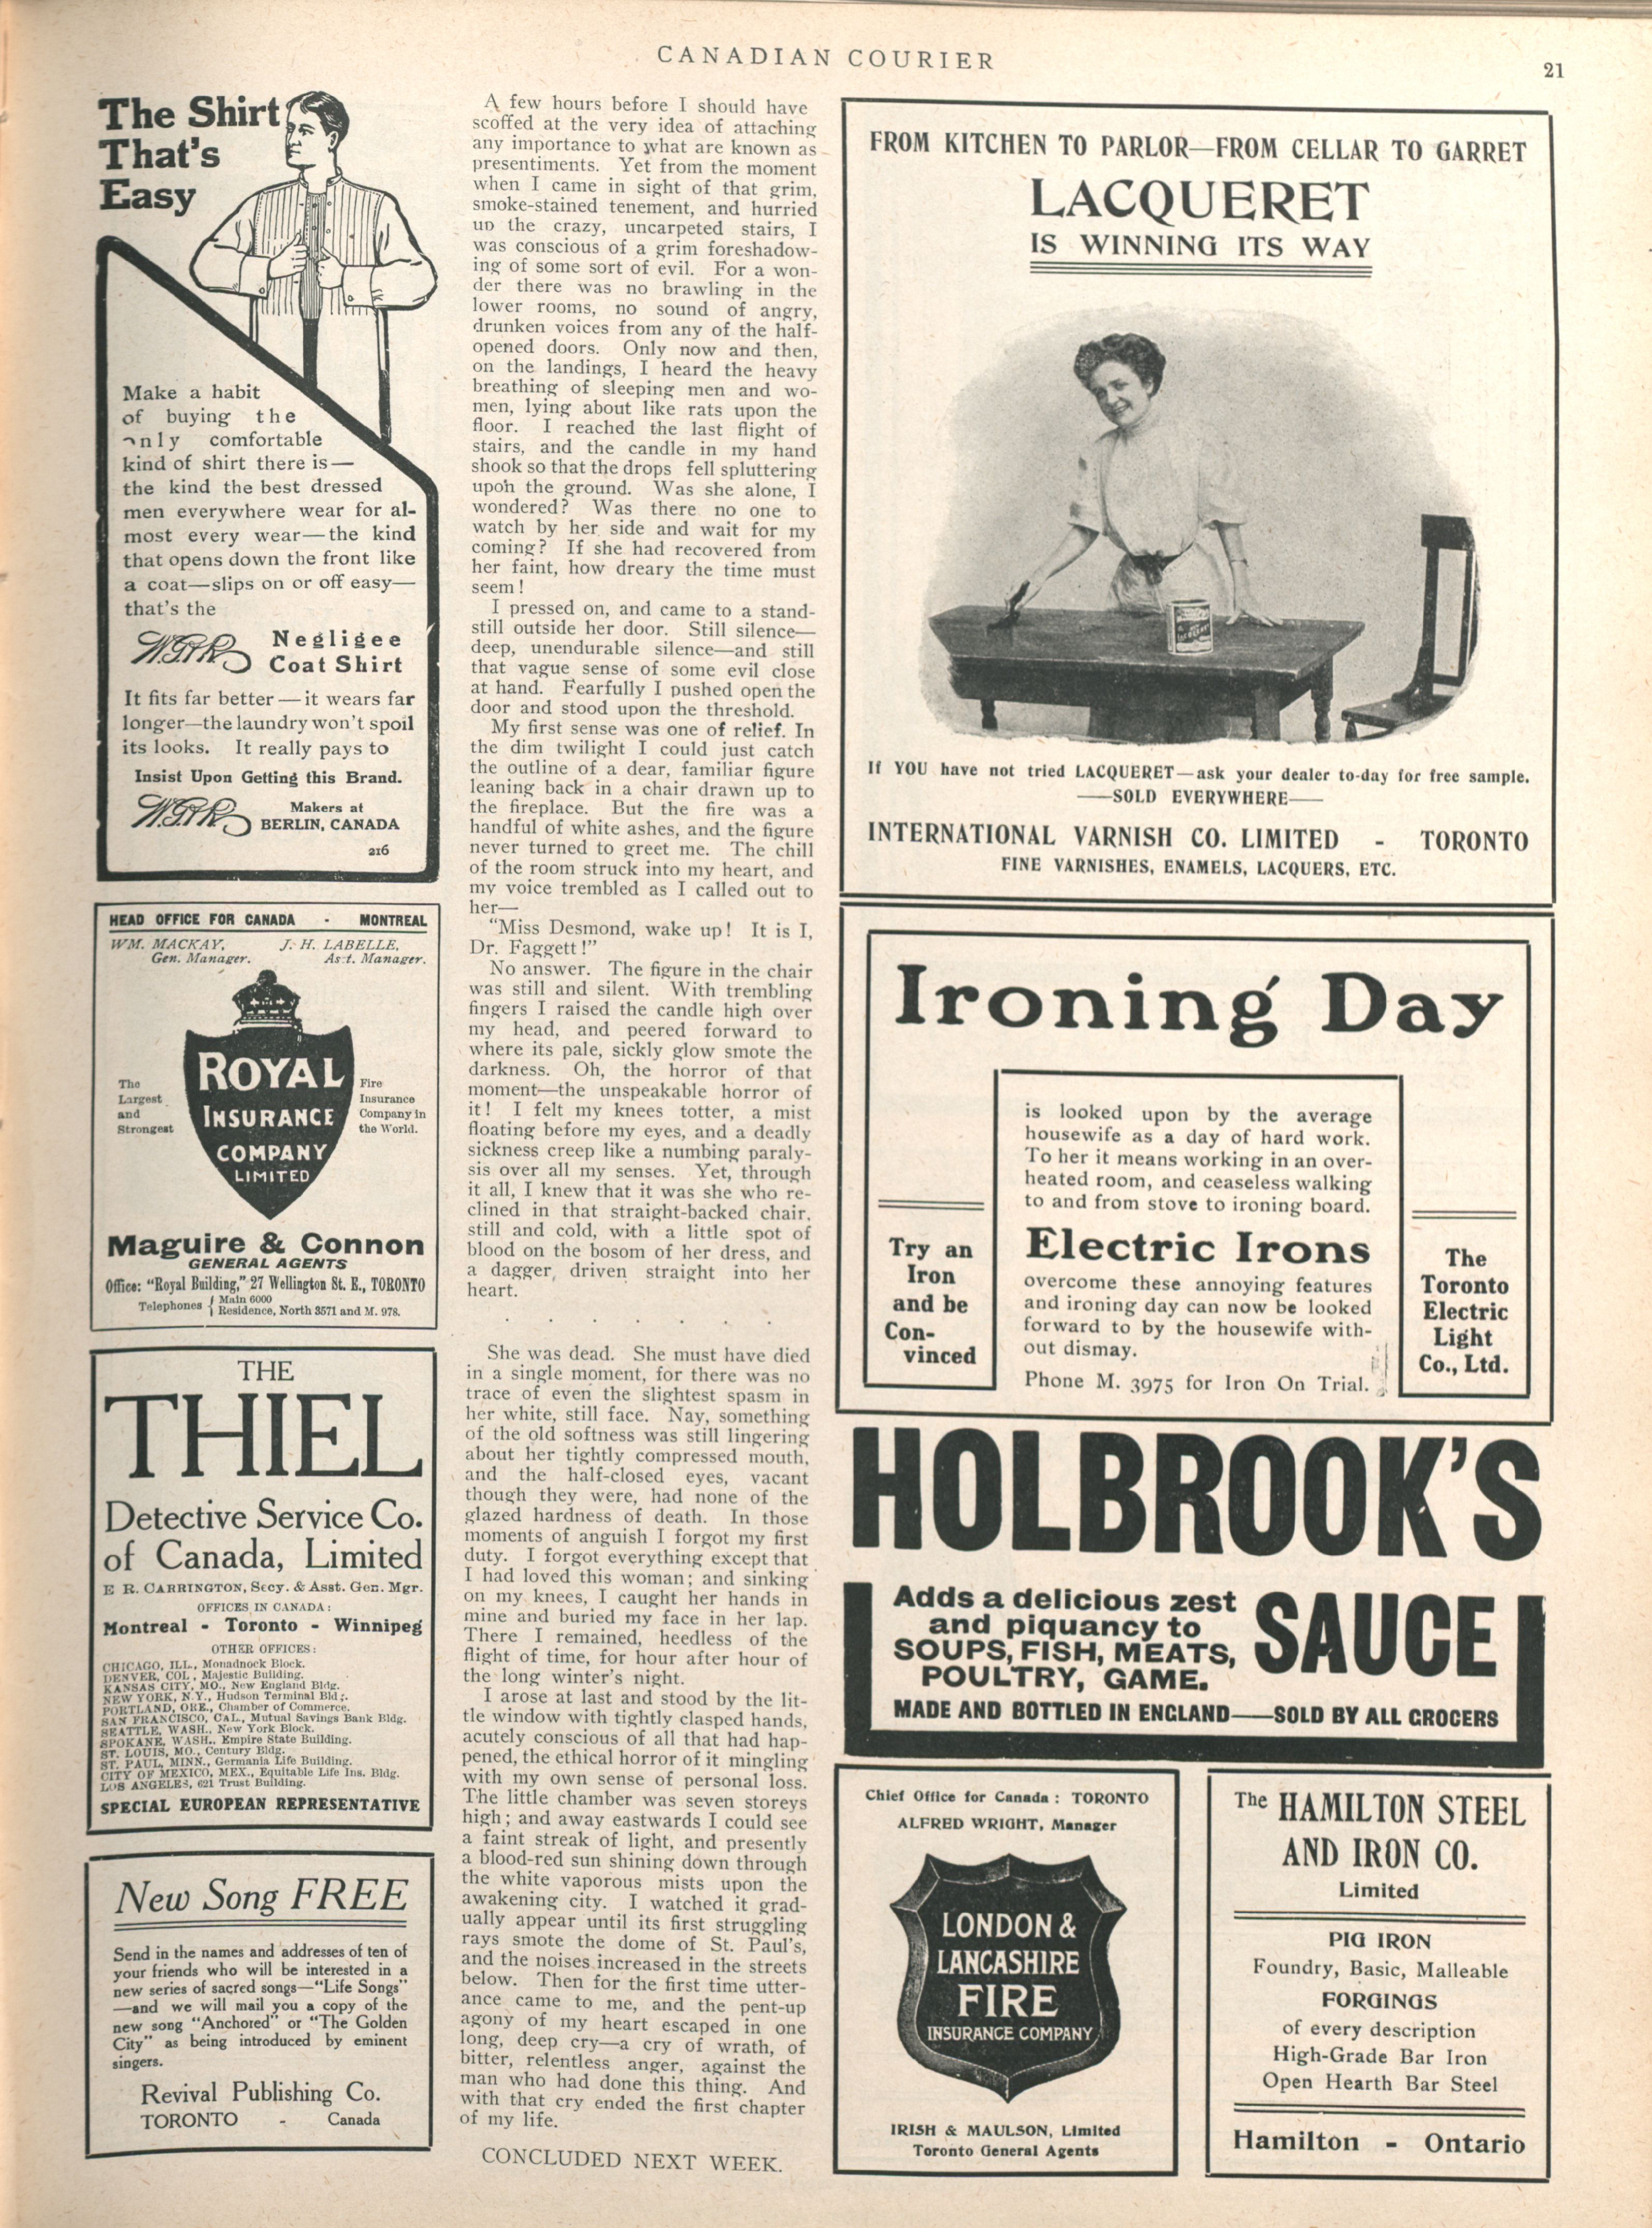 CANADIAN COURIER
21
The Shirt
That's
Easy
Make a habit
of buying the
only comfortable
kind of shirt there is—
the kind the best dressed
men everywhere wear for al-
most every wear—the kind
that opens down the front like
a coat—slips on or off easy—
that's the
W.G.&R.
Negligee
Coat Shirt
It fits far better—it wears far
longer—the laundry won't spoil
its looks. It really pays to
Insist Upon Getting this Brand.
W.G.&R.
Makers at
BERLIN, CANADA
216
HEAD OFFICE FOR CANADA - MONTREAL
WM. MACKAY, J. H. LABELLE,
Gen. Manager. Asst. Manager.
The
Largest
and
Strongest
ROYAL
INSURANCE
COMPANY
LIMITED
Fire
Insurance
Company in
the World.
Maguire & Connon
GENERAL AGENTS
Office: "Royal Building," 27 Wellington St. E., TORONTO
Telephones { Main 6000
Residence, North 3571 and M. 978.
THE
THIEL
Detective Service Co.
of Canada, Limited
E R. CARRINGTON, Secy. & Asst. Gen. Mgr.
OFFICES IN CANADA:
Montreal - Toronto - Winnipeg
OTHER OFFICES:
CHICAGO, ILL., Monadnock Block.
DENVER, COL., Majestic Building.
KANSAS CITY, MO., New England Bldg.
NEW YORK, N.Y., Hudson Terminal Bldg.
PORTLAND, ORE., Chamber of Commerce.
SAN FRANCISCO, CAL., Mutual Savings Bank Bldg.
SEATTLE, WASH., New York Block.
SPOKANE, WASH., Empire State Building.
ST. LOUIS, MO., Century Bldg.
ST. PAUL, MINN., Germania Life Building.
CITY OF MEXICO, MEX., Equitable Life Ins. Bldg.
LOS ANGELES, 621 Trust Building.
SPECIAL EUROPEAN REPRESENTATIVE
New Song FREE
Send in the names and addresses of ten of
your friends who will be interested in a
new series of sacred songs—"Life Songs"
—and we will mail you a copy of the
new song "Anchored" or "The Golden
City" as being introduced by eminent
singers.
Revival Publishing Co.
TORONTO - Canada
A few hours before I should have
scoffed at the very idea of attaching
any importance to what are known as
presentiments. Yet from the moment
when I came in sight of that grim,
smoke-stained tenement, and hurried
up the crazy, uncarpeted stairs, I
was conscious of a grim foreshadow-
ing of some sort of evil. For a won-
der there was no brawling in the
lower rooms, no sound of angry,
drunken voices from any of the half-
opened doors. Only now and then,
on the landings, I heard the heavy
breathing of sleeping men and wo-
men, lying about like rats upon the
floor. I reached the last flight of
stairs, and the candle in my hand
shook so that the drops fell spluttering
upon the ground. Was she alone, I
wondered? Was there no one to
watch by her side and wait for my
coming? If she had recovered from
her faint, how dreary the time must
seem!
I pressed on, and came to a stand-
still outside her door. Still silence—
deep, unendurable silence—and still
that vague sense of some evil close
at hand. Fearfully I pushed open the
door and stood upon the threshold.
My first sense was one of relief. In
the dim twilight I could just catch
the outline of a dear, familiar figure
leaning back in a chair drawn up to
the fireplace. But the fire was a
handful of white ashes, and the figure
never turned to greet me. The chill
of the room struck into my heart, and
my voice trembled as I called out to
her—
"Miss Desmond, wake up! It is I,
Dr. Faggett!"
No answer. The figure in the chair
was still and silent. With trembling
fingers I raised the candle high over
my head, and peered forward to
where its pale, sickly glow smote the
darkness. Oh, the horror of that
moment—the unspeakable horror of
it! I felt my knees totter, a mist
floating before my eyes, and a deadly
sickness creep like a numbing paraly-
sis over all my senses. Yet, through
it all, I knew that it was she who re-
clined in that straight-backed chair,
still and cold, with a little spot of
blood on the bosom of her dress, and
a dagger, driven straight into her
heart.
. . . . . .
She was dead. She must have died
in a single moment, for there was no
trace of even the slightest spasm in
her white, still face. Nay, something
of the old softness was still lingering
about her tightly compressed mouth,
and the half-closed eyes, vacant
though they were, had none of the
glazed hardness of death. In those
moments of anguish I forgot my first
duty. I forgot everything except that
I had loved this woman; and sinking
on my knees, I caught her hands in
mine and buried my face in her lap.
There I remained, heedless of the
flight of time, for hour after hour of
the long winter's night.
I arose at last and stood by the lit-
tle window with tightly clasped hands,
acutely conscious of all that had hap-
pened, the ethical horror of it mingling
with my own sense of personal loss.
The little chamber was seven storeys
high; and away eastwards I could see
a faint streak of light, and presently
a blood-red sun shining down through
the white vaporous mists upon the
awakening city. I watched it grad-
ually appear until its first struggling
rays smote the dome of St. Paul's,
and the noises increased in the streets
below. Then for the first time utter-
ance came to me, and the pent-up
agony of my heart escaped in one
long, deep cry—a cry of wrath, of
bitter, relentless anger, against the
man who had done this thing. And
with that cry ended the first chapter
of my life.
CONCLUDED NEXT WEEK.
FROM KITCHEN TO PARLOR—FROM CELLAR TO GARRET
LACQUERET
IS WINNING ITS WAY
If YOU have not tried LACQUERET—ask your dealer to-day for free sample.
——SOLD EVERYWHERE——
INTERNATIONAL VARNISH CO. LIMITED - TORONTO
FINE VARNISHES, ENAMELS, LACQUERS, ETC.
Ironing Day
is looked upon by the average
housewife as a day of hard work.
To her it means working in an over-
heated room, and ceaseless walking
to and from stove to ironing board.
Electric Irons
overcome these annoying features
and ironing day can now be looked
forward to by the housewife with-
out dismay.
Phone M. 3975 for Iron On Trial.
Try an
Iron
and be
Con-
vinced
The
Toronto
Electric
Light
Co., Ltd.
HOLBROOK'S
Adds a delicious zest
and piquancy to
SOUPS, FISH, MEATS,
POULTRY, GAME.
SAUCE
MADE AND BOTTLED IN ENGLAND——SOLD BY ALL GROCERS
Chief Office for Canada: TORONTO
ALFRED WRIGHT, Manager
LONDON &
LANCASHIRE
FIRE
INSURANCE COMPANY
IRISH & MAULSON, Limited
Toronto General Agents
The HAMILTON STEEL
AND IRON CO.
Limited
PIG IRON
Foundry, Basic, Malleable
FORGINGS
of every description
High-Grade Bar Iron
Open Hearth Bar Steel
Hamilton - Ontario